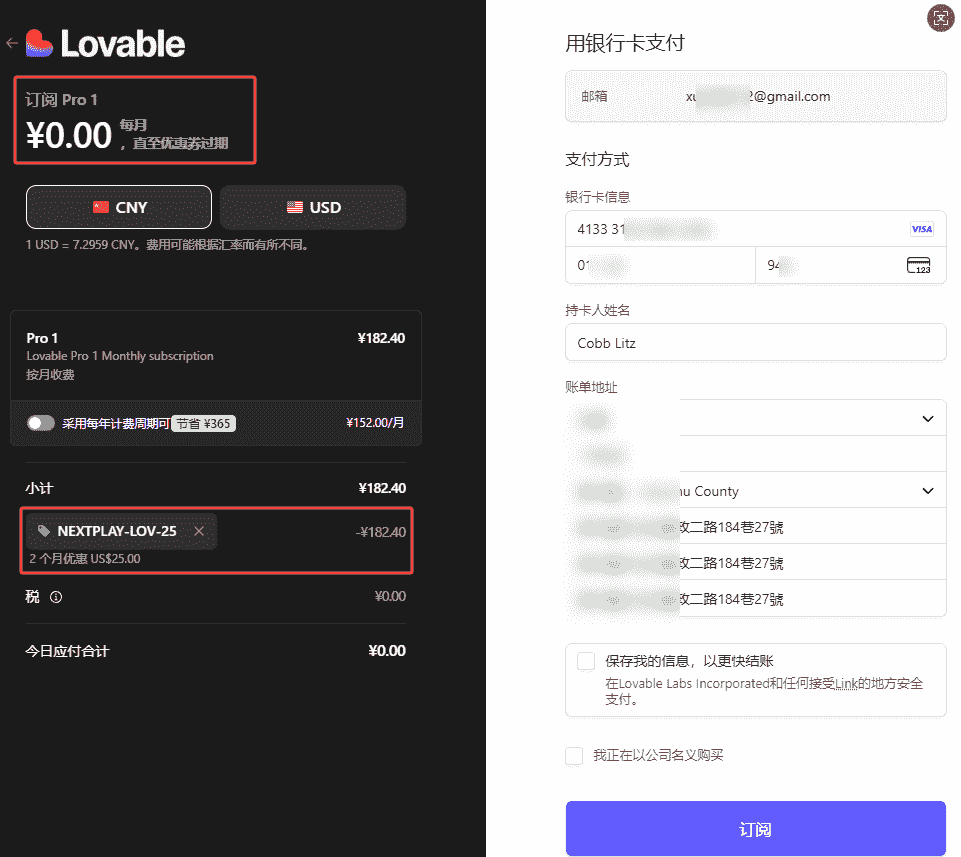 Lovable
订阅 Pro 1
¥0.00 每月
，直至优惠券过期
CNY
USD
1 USD = 7.2959 CNY。费用可能根据汇率而有所不同。
Pro 1 ¥182.40
Lovable Pro 1 Monthly subscription
按月收费
采用每年计费周期可 节省 ¥365 ¥152.00/月
小计 ¥182.40
NEXTPLAY-LOV-25 -¥182.40
2 个月优惠 US$25.00
税 ¥0.00
今日应付合计 ¥0.00
用银行卡支付
邮箱 xu 2@gmail.com
支付方式
银行卡信息
4133 31 VISA
01 94 123
持卡人姓名
Cobb Litz
账单地址
County
二路184巷27號
二路184巷27號
二路184巷27號
保存我的信息，以更快结账
在Lovable Labs Incorporated和任何接受Link的地方安全
支付。
我正在以公司名义购买
订阅